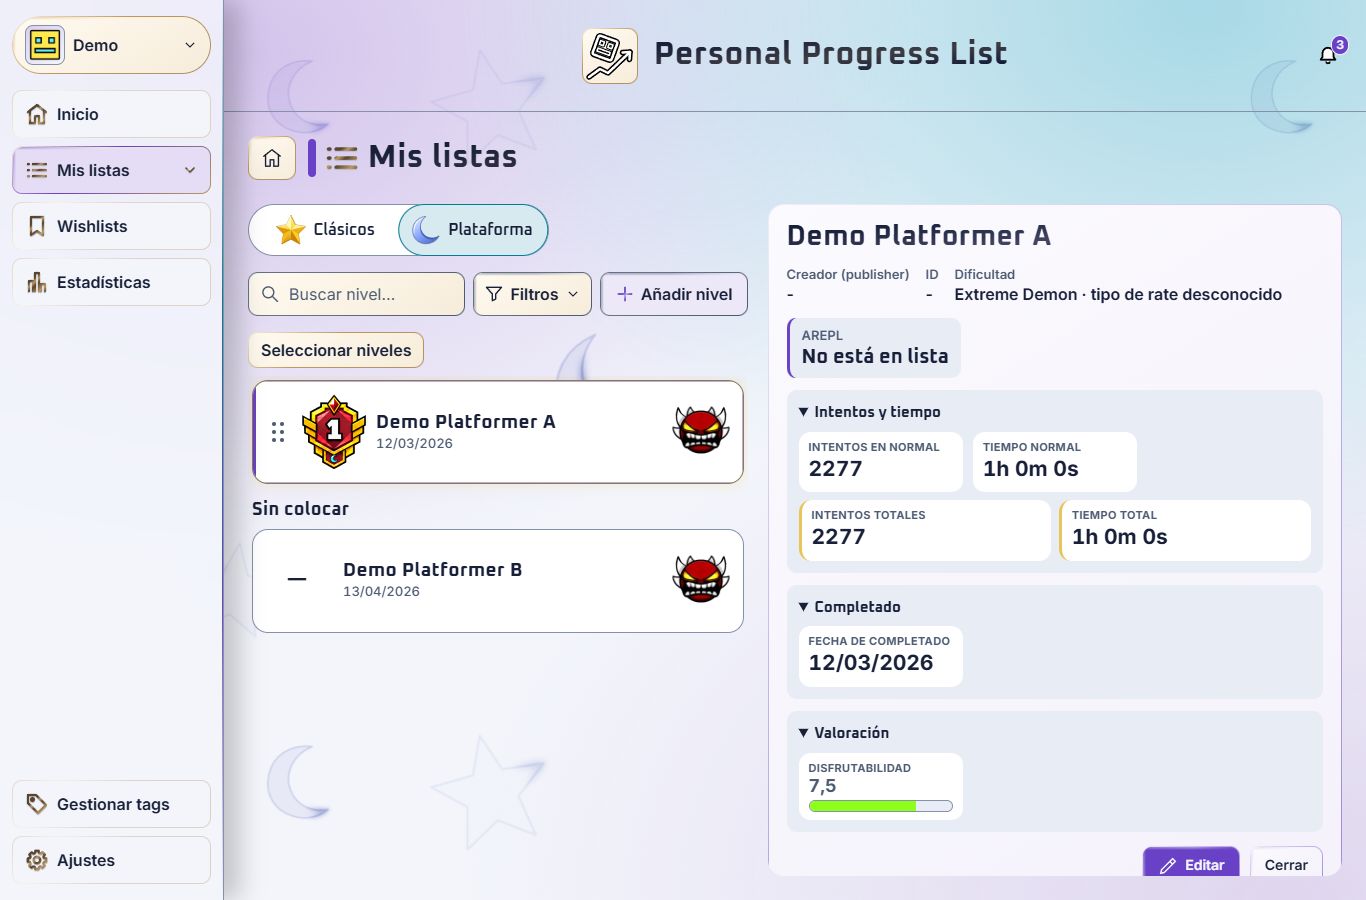 Demo
Inicio
Mis listas
Wishlists
Estadísticas
Gestionar tags
Ajustes
Personal Progress List
3
Mis listas
Clásicos
Plataforma
Buscar nivel...
Filtros
Añadir nivel
Seleccionar niveles
1
Demo Platformer A
12/03/2026
Sin colocar
—
Demo Platformer B
13/04/2026
Demo Platformer A
Creador (publisher) ID Dificultad
- - Extreme Demon · tipo de rate desconocido
AREPL
No está en lista
Intentos y tiempo
INTENTOS EN NORMAL TIEMPO NORMAL
2277 1h 0m 0s
INTENTOS TOTALES TIEMPO TOTAL
2277 1h 0m 0s
Completado
FECHA DE COMPLETADO
12/03/2026
Valoración
DISFRUTABILIDAD
7,5
Editar Cerrar